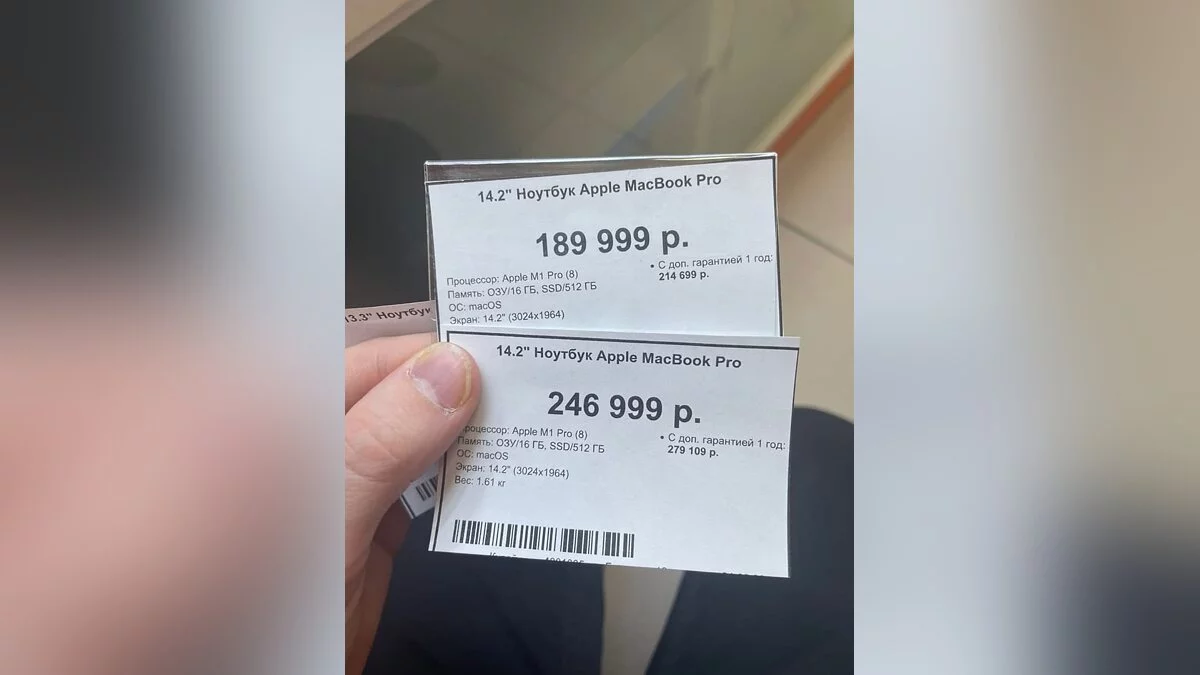 14.2" Ноутбук Apple MacBook Pro
189 999 р.
• С доп. гарантией 1 год:
214 699 р.
Процессор: Apple M1 Pro (8)
Память: ОЗУ/16 ГБ, SSD/512 ГБ
ОС: macOS
Экран: 14.2" (3024x1964)
13.3" Ноутбук
14.2" Ноутбук Apple MacBook Pro
246 999 р.
• С доп. гарантией 1 год:
279 109 р.
Процессор: Apple M1 Pro (8)
Память: ОЗУ/16 ГБ, SSD/512 ГБ
ОС: macOS
Экран: 14.2" (3024x1964)
Вес: 1.61 кг